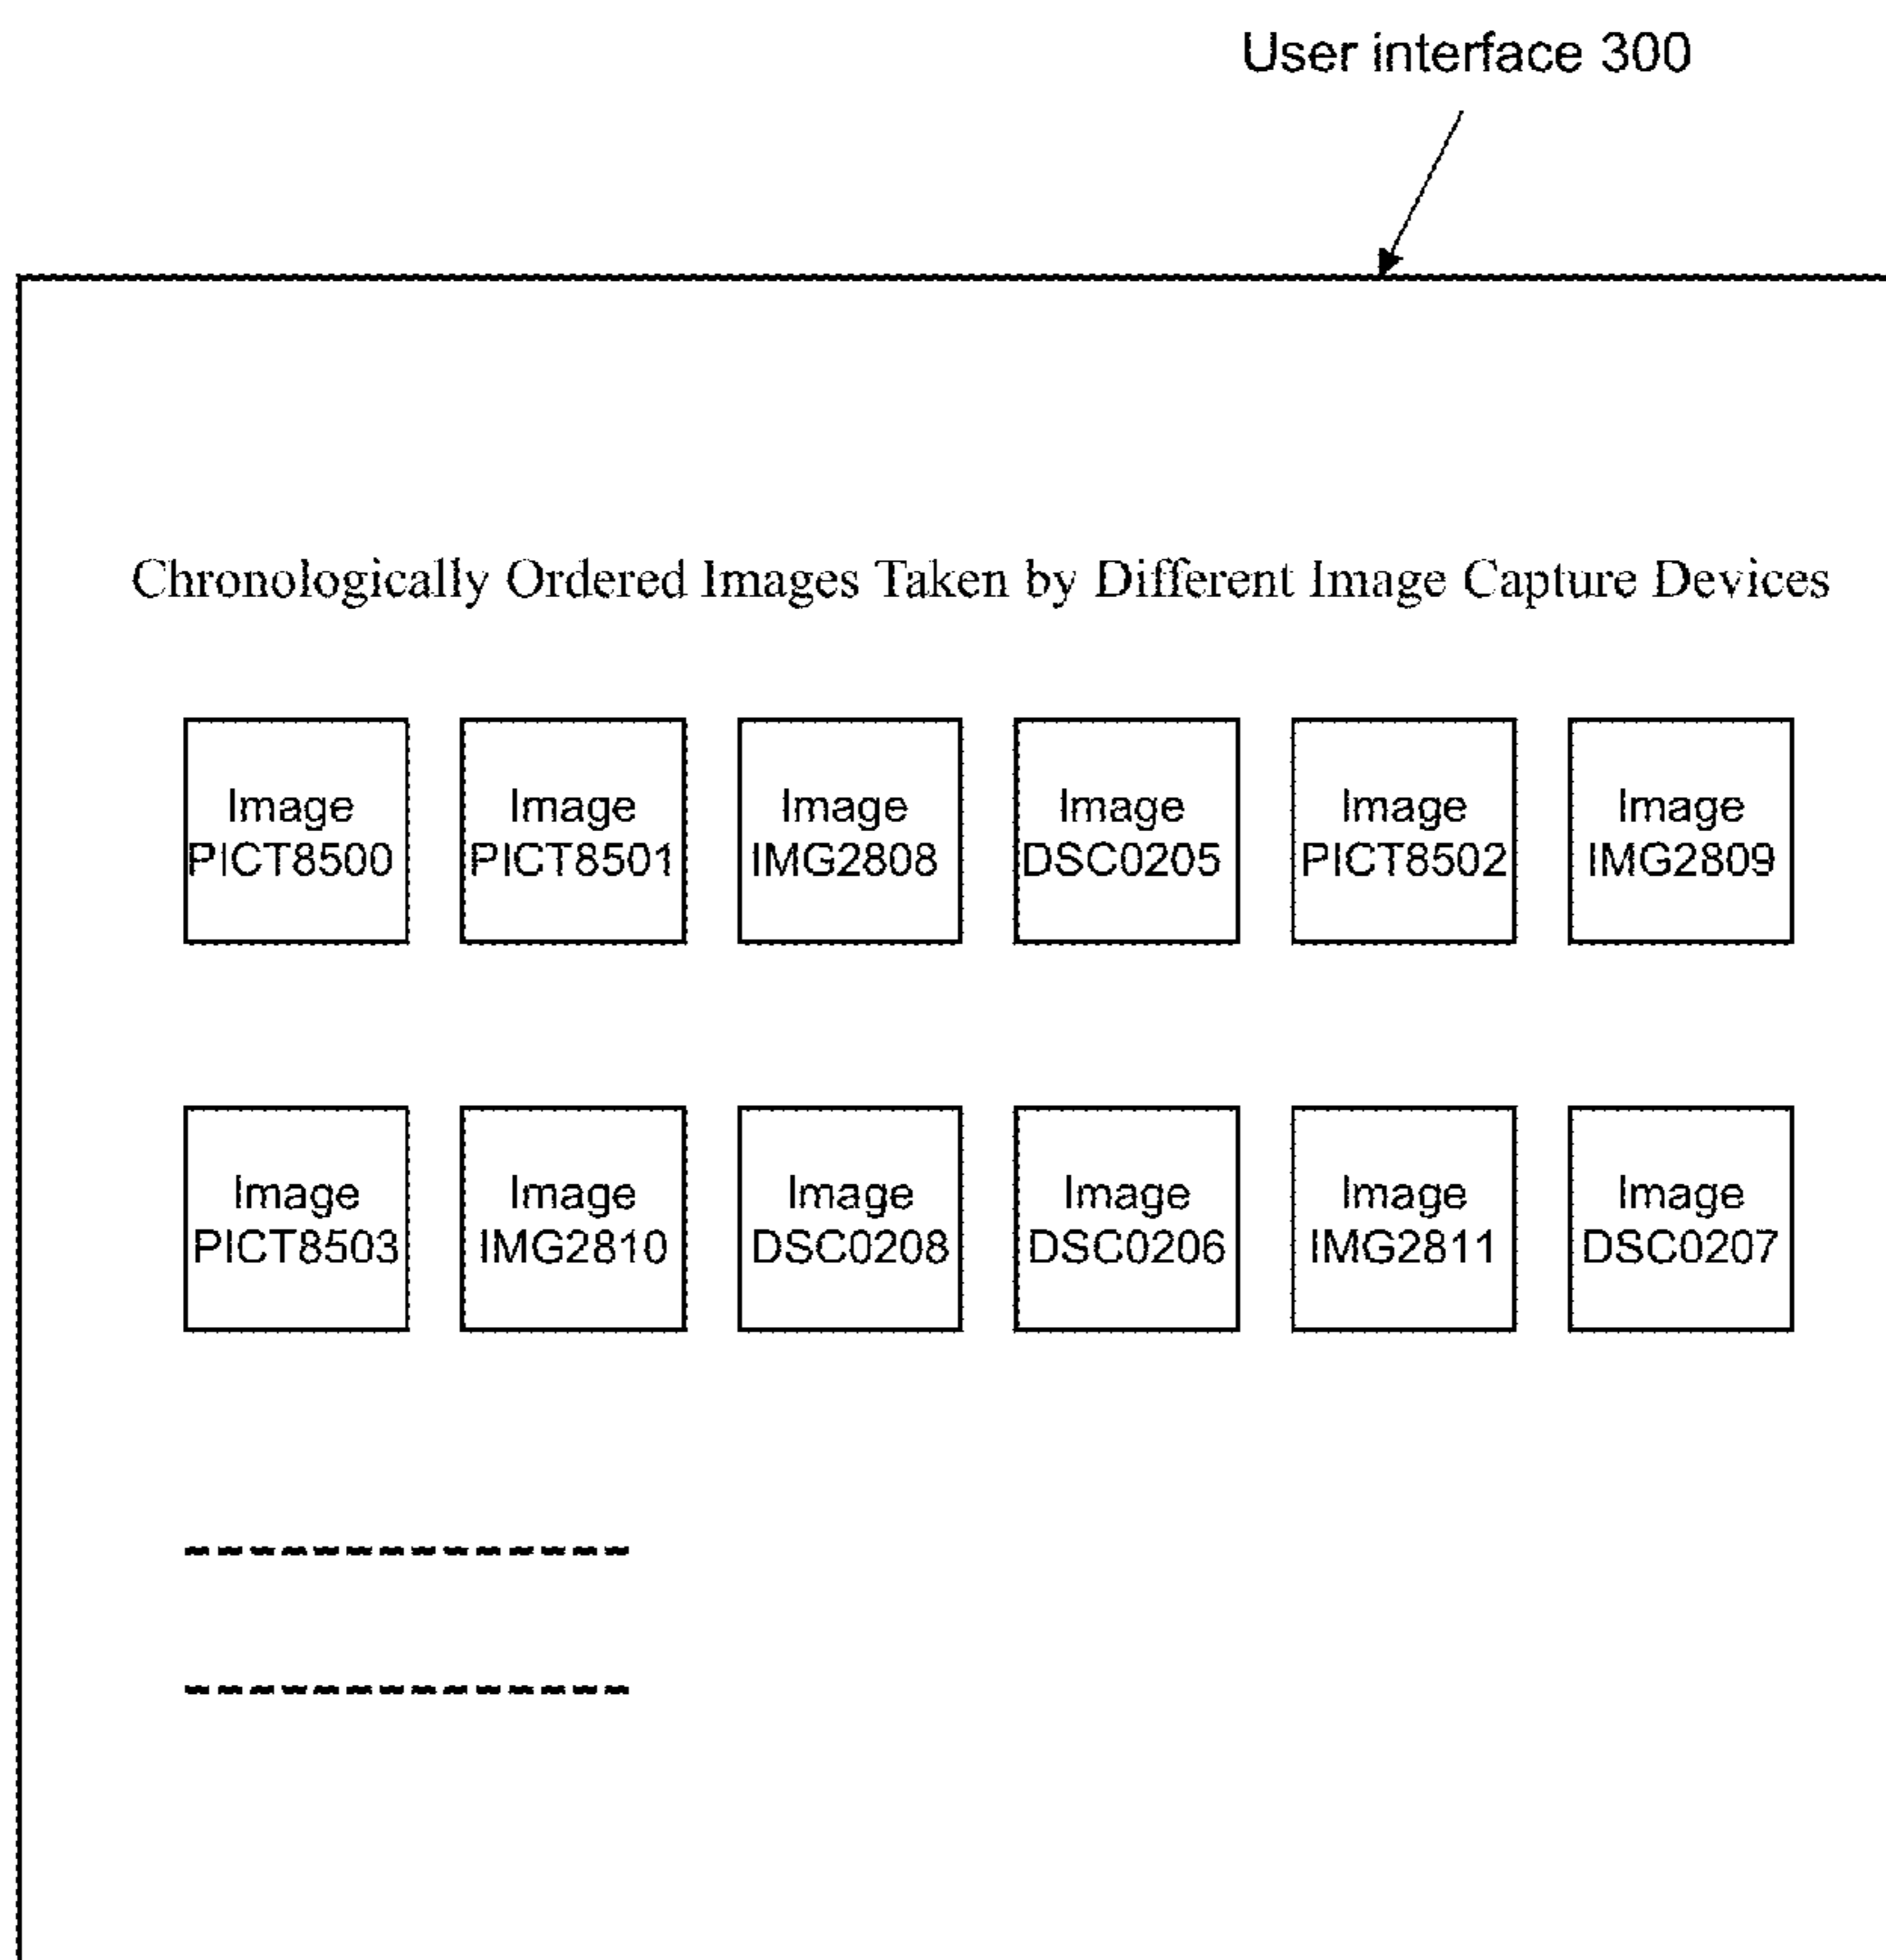 User interface 300
Chronologically Ordered Images Taken by Different Image Capture Devices
Image
PICT8500
Image
PICT8501
Image
IMG2808
Image
DSC0205
Image
PICT8502
Image
IMG2809
Image
PICT8503
Image
IMG2810
Image
DSC0208
Image
DSC0206
Image
IMG2811
Image
DSC0207